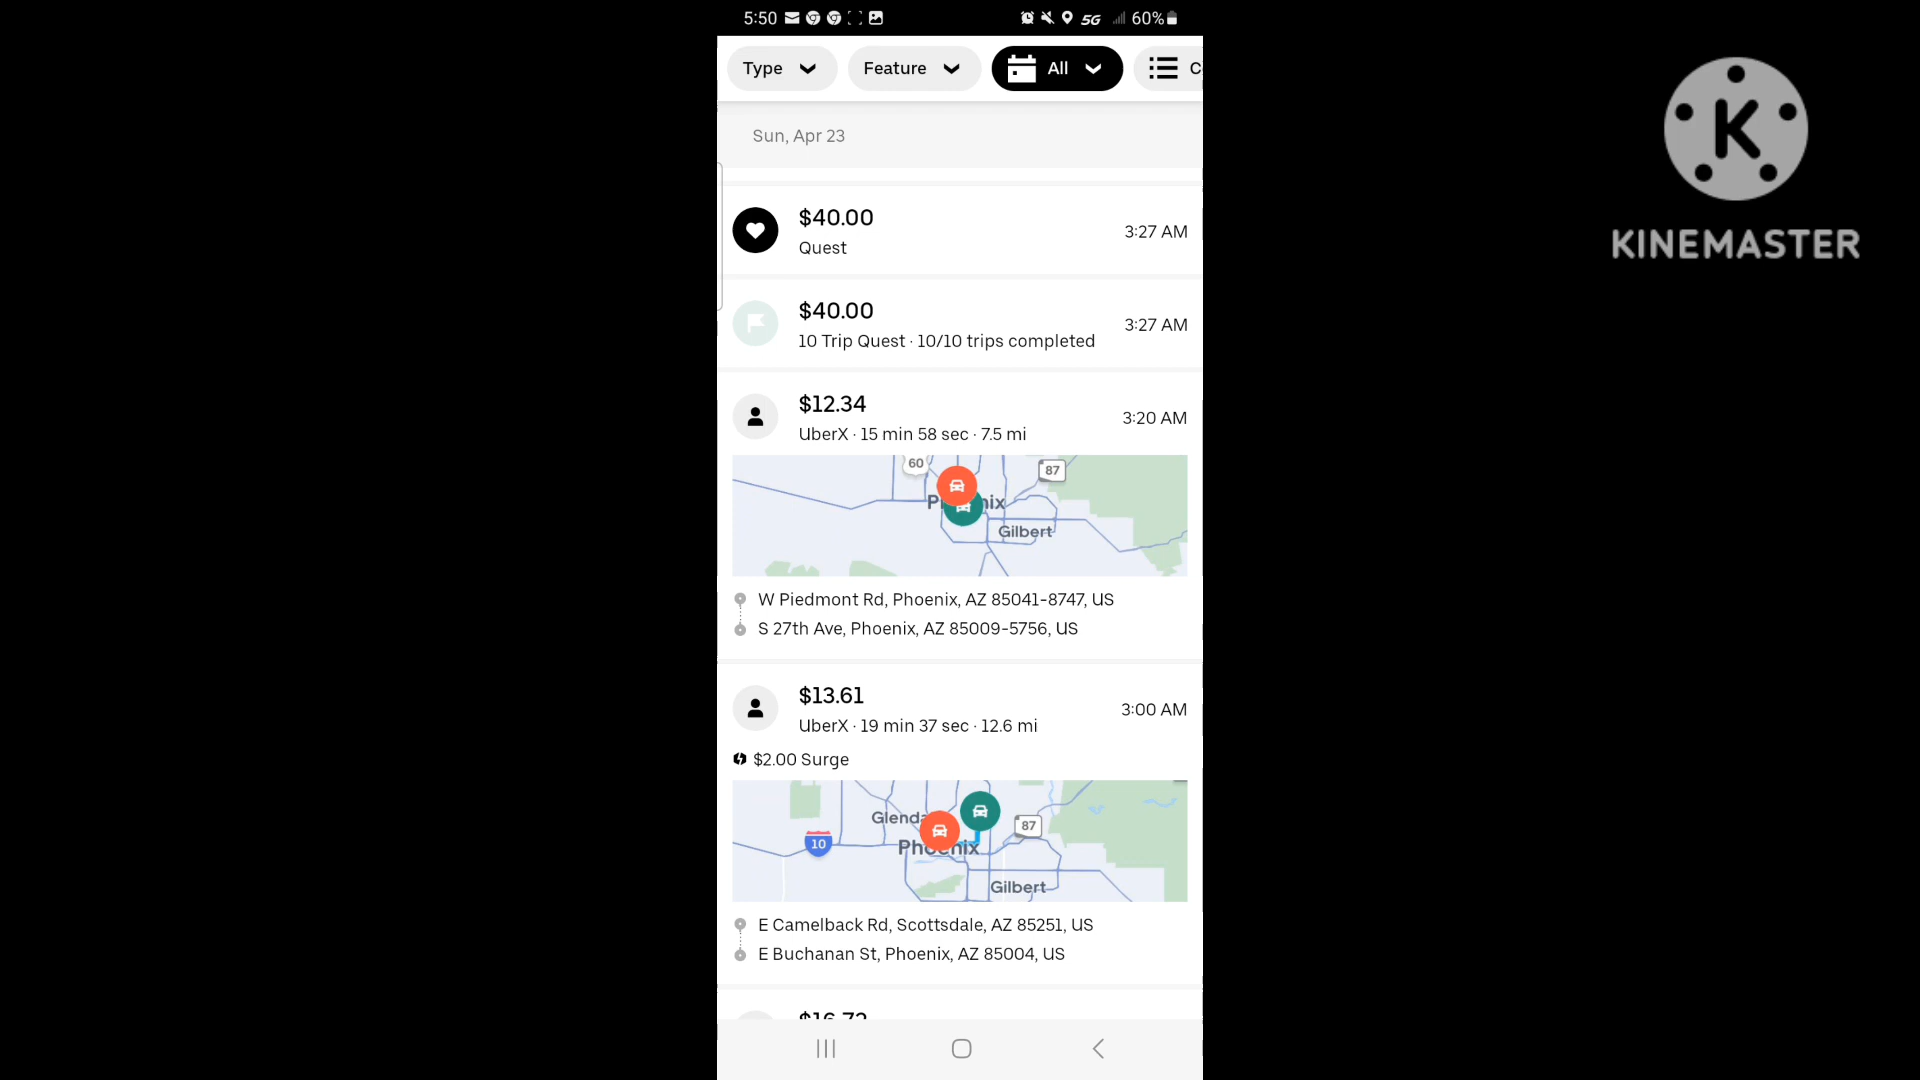 5:50
5G
60%
Type
Feature
All
C
Sun, Apr 23
$40.00
Quest
3:27 AM
$40.00
10 Trip Quest · 10/10 trips completed
3:27 AM
$12.34
UberX · 15 min 58 sec · 7.5 mi
3:20 AM
60
87
Gilbert
W Piedmont Rd, Phoenix, AZ 85041-8747, US
S 27th Ave, Phoenix, AZ 85009-5756, US
$13.61
UberX · 19 min 37 sec · 12.6 mi
3:00 AM
$2.00 Surge
87
10
Phoenix
Gilbert
E Camelback Rd, Scottsdale, AZ 85251, US
E Buchanan St, Phoenix, AZ 85004, US
$16.72
K
KINEMASTER